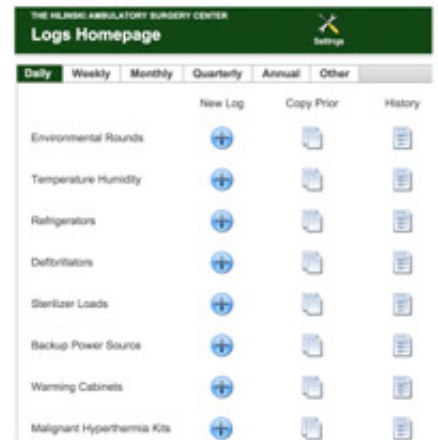 THE HILINSKI AMBULATORY SURGERY CENTER
Logs Homepage
Settings
Daily Weekly Monthly Quarterly Annual Other
New Log Copy Prior History
Environmental Rounds
Temperature Humidity
Refrigerators
Defibrillators
Sterilizer Loads
Backup Power Source
Warming Cabinets
Malignant Hyperthermia Kits